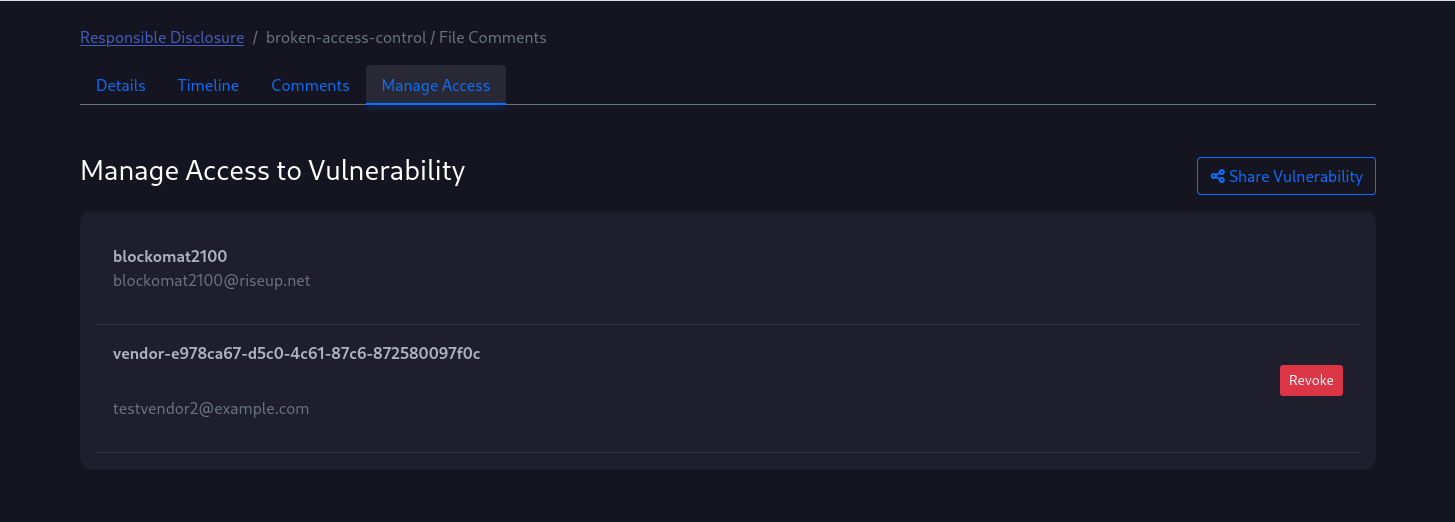 Responsible Disclosure / broken-access-control / File Comments
Details Timeline Comments Manage Access
Manage Access to Vulnerability
Share Vulnerability
blockomat2100
blockomat2100@riseup.net
vendor-e978ca67-d5c0-4c61-87c6-872580097f0c
Revoke
testvendor2@example.com